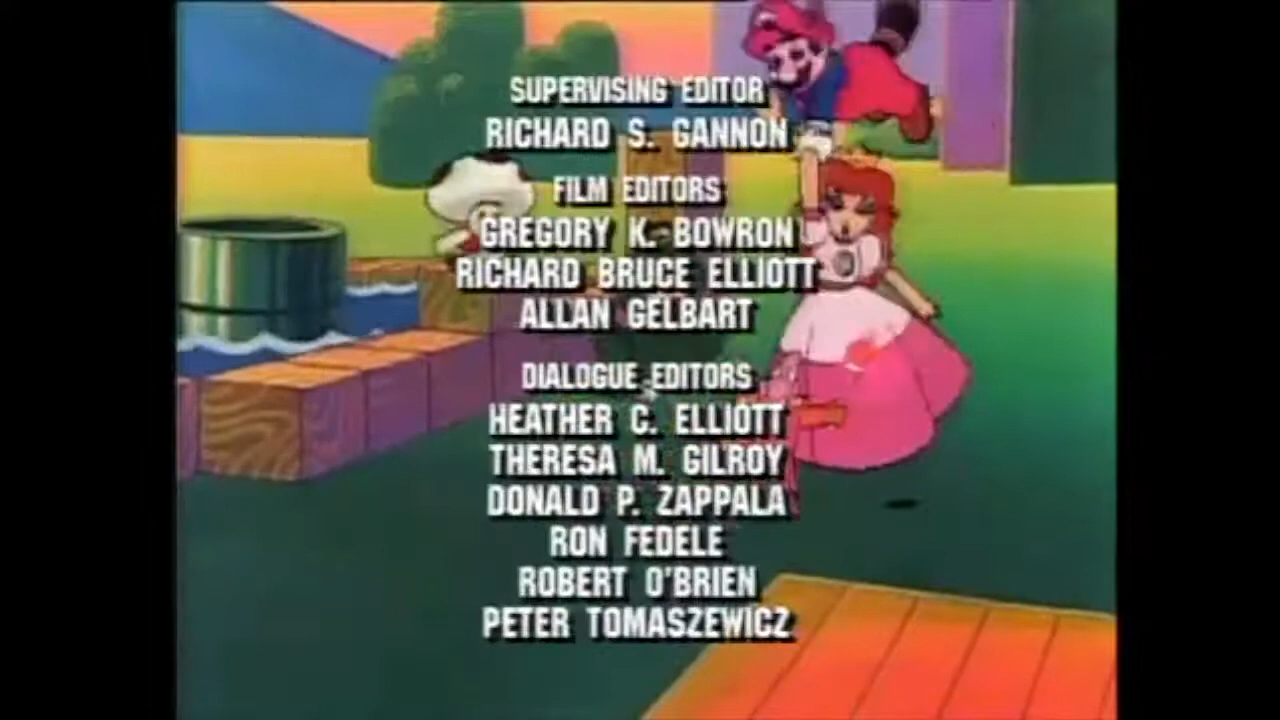 SUPERVISING EDITOR
RICHARD S. GANNON
FILM EDITORS
GREGORY K. BOWRON
RICHARD BRUCE ELLIOTT
ALLAN GELBART
DIALOGUE EDITORS
HEATHER C. ELLIOTT
THERESA M. GILROY
DONALD P. ZAPPALA
RON FEDELE
ROBERT O'BRIEN
PETER TOMASZEWICZ